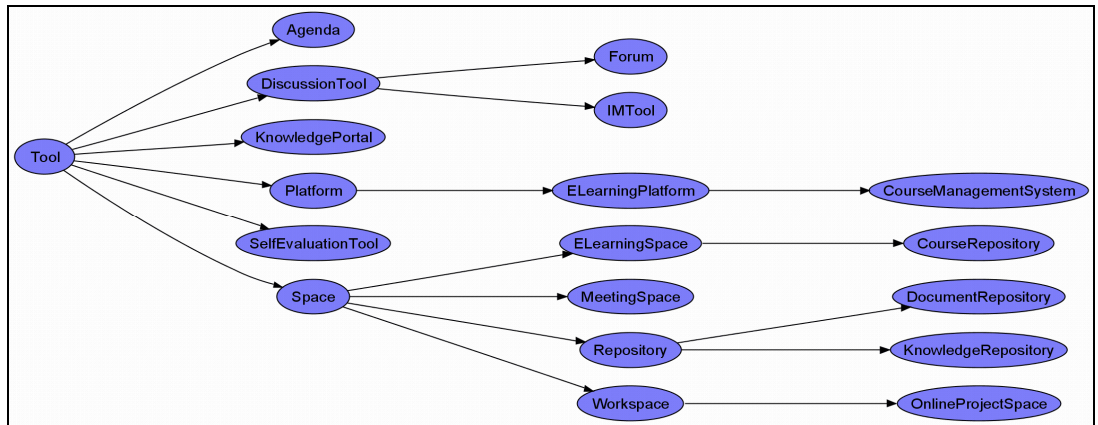 Agenda
Forum
DiscussionTool
IMTool
KnowledgePortal
Tool
Platform
ELearningPlatform
CourseManagementSystem
SelfEvaluationTool
ELearningSpace
CourseRepository
Space
MeetingSpace
DocumentRepository
Repository
KnowledgeRepository
Workspace
OnlineProjectSpace